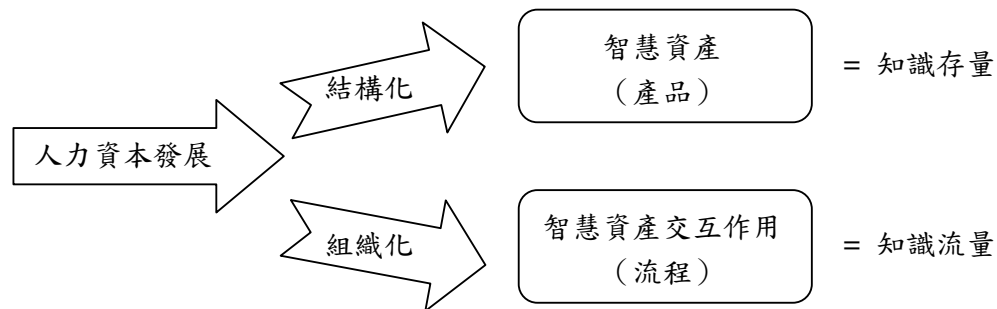 人力資本發展
結構化
智慧資產
（產品）
= 知識存量
組織化
智慧資產交互作用
（流程）
= 知識流量